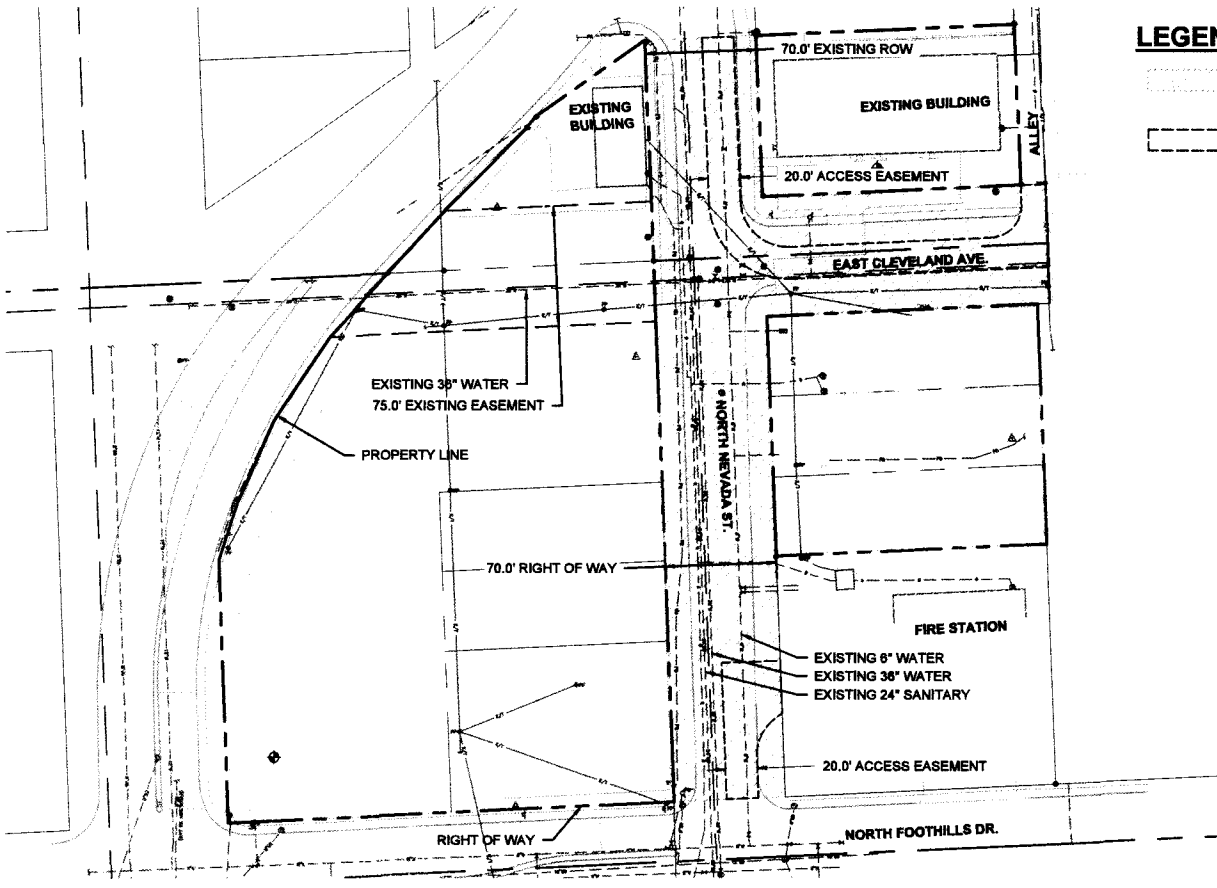 LEGEN
70.0' EXISTING ROW
EXISTING
BUILDING
EXISTING BUILDING
ALLEY
20.0' ACCESS EASEMENT
EAST CLEVELAND AVE.
EXISTING 36" WATER
75.0' EXISTING EASEMENT
NORTH NEVADA ST.
PROPERTY LINE
70.0' RIGHT OF WAY
FIRE STATION
EXISTING 6" WATER
EXISTING 36" WATER
EXISTING 24" SANITARY
20.0' ACCESS EASEMENT
RIGHT OF WAY
NORTH FOOTHILLS DR.